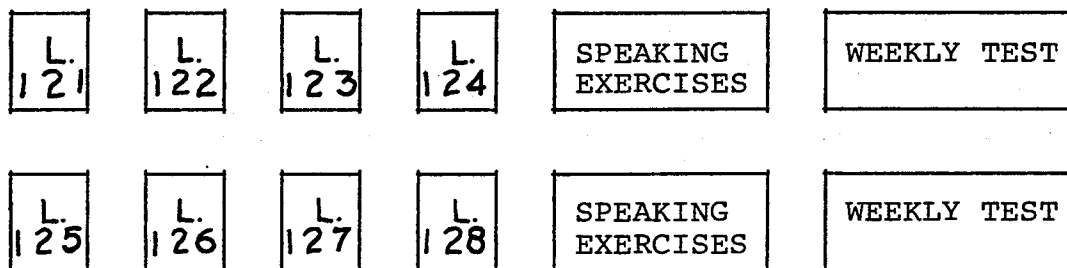 L. L. L. L. SPEAKING WEEKLY TEST
121 122 123 124 EXERCISES
L. L. L. L. SPEAKING WEEKLY TEST
125 126 127 128 EXERCISES